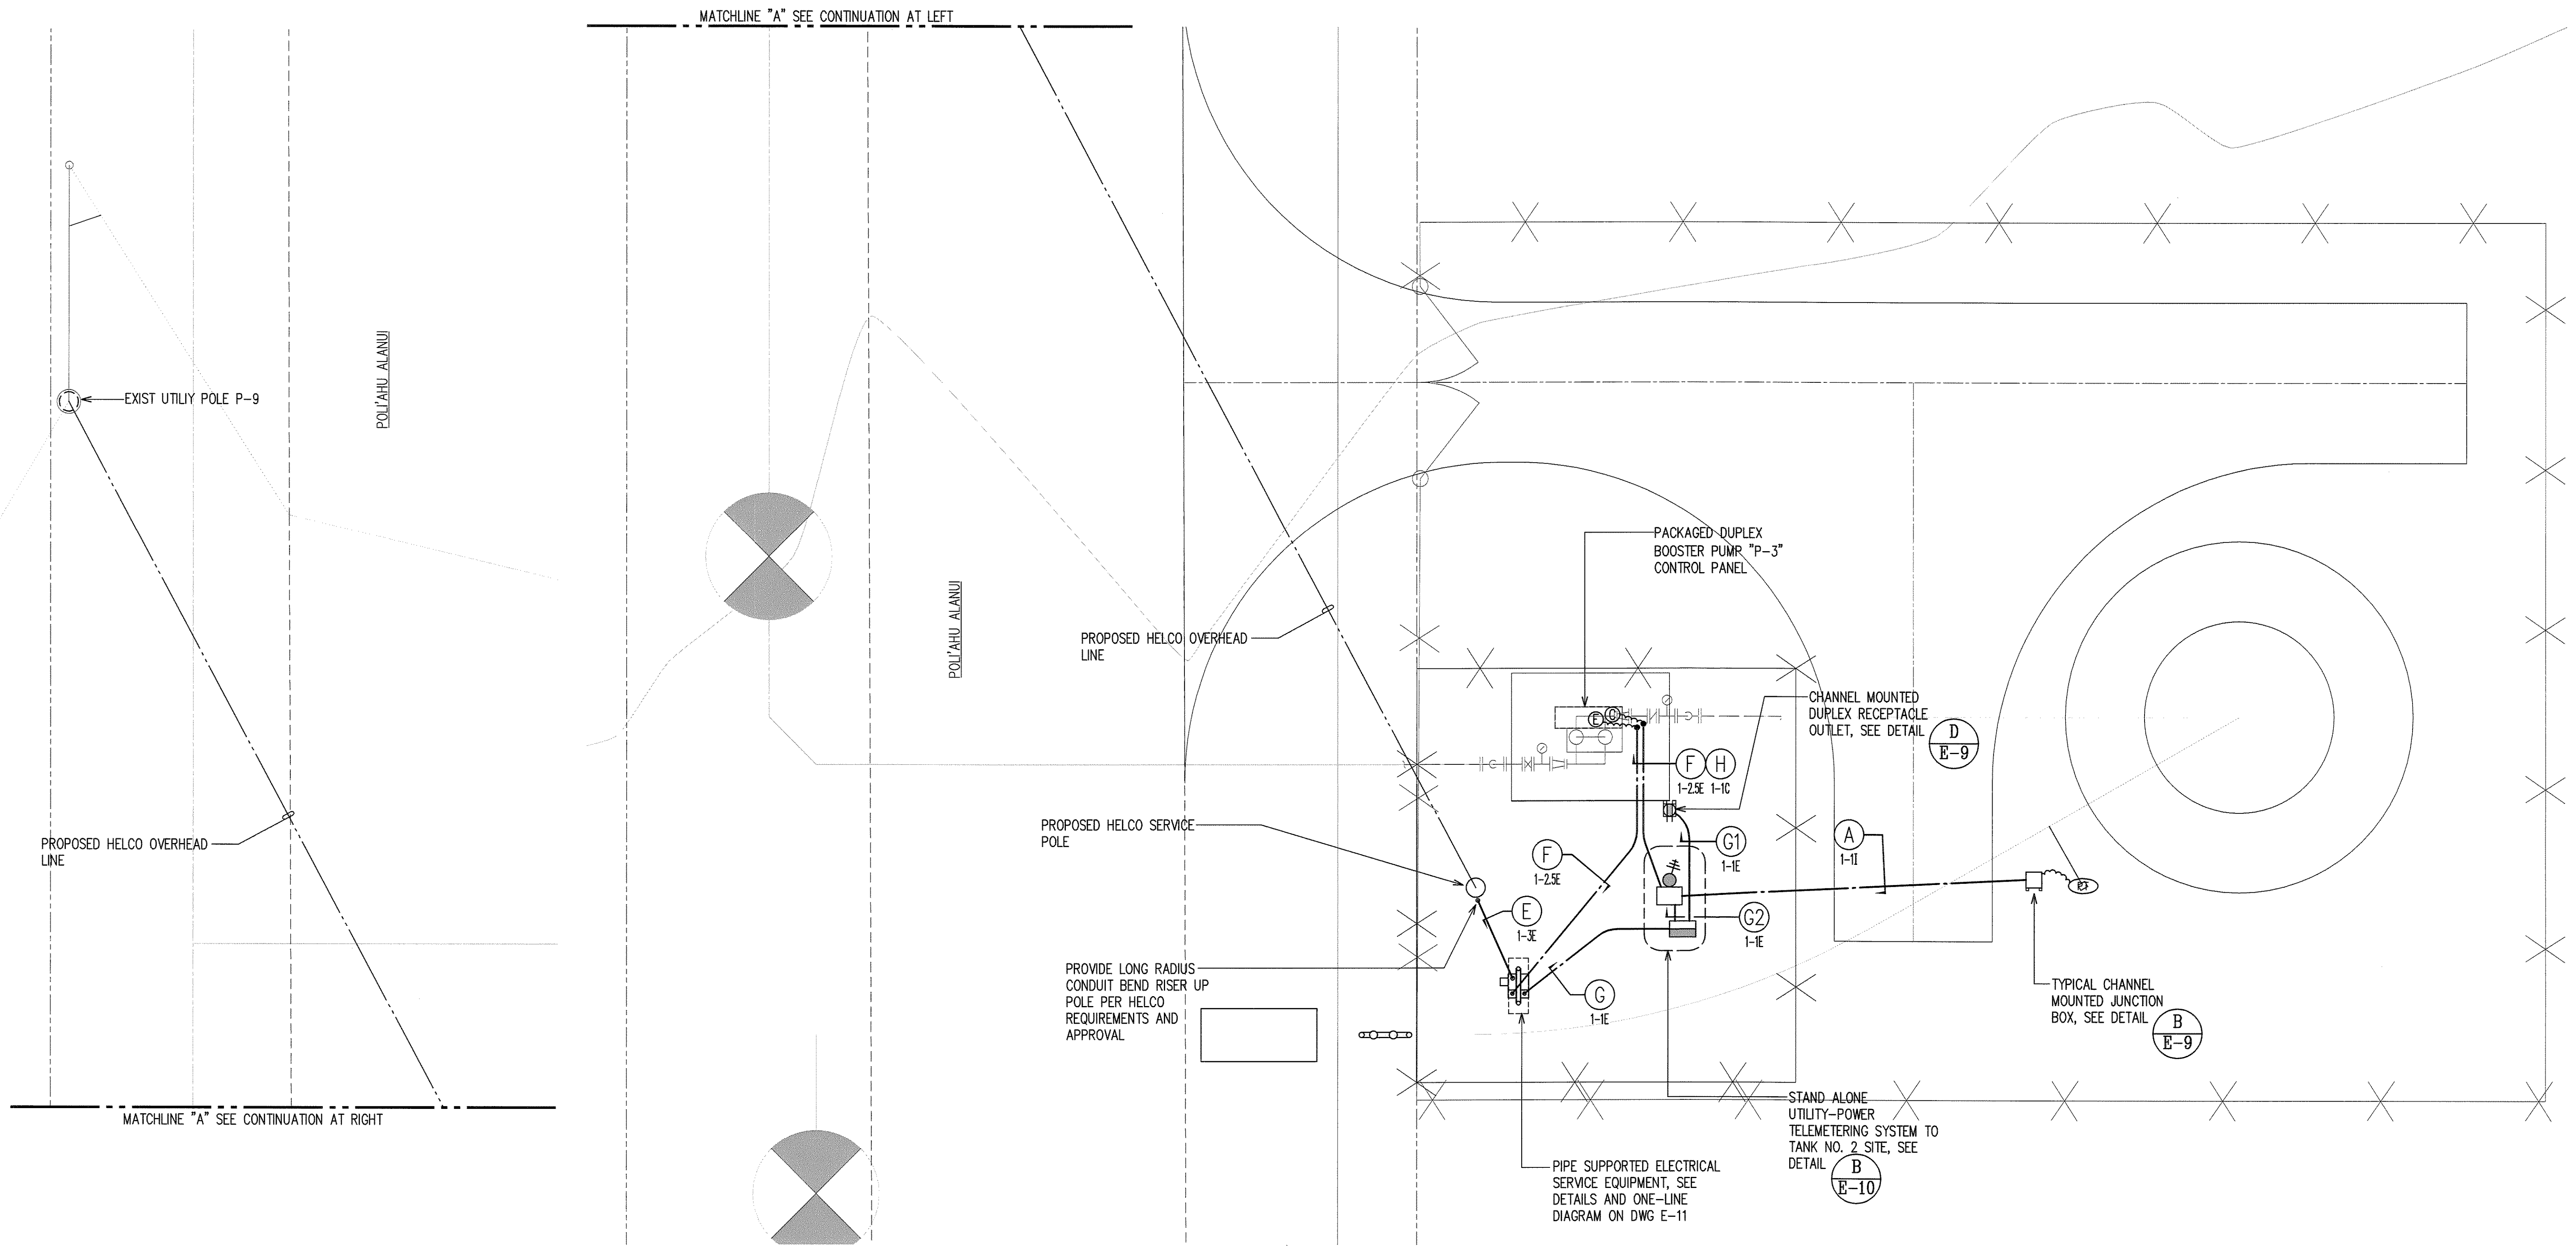 MATCHLINE "A" SEE CONTINUATION AT LEFT
POLI'AHU ALANUI
EXIST UTILIY POLE P-9
PROPOSED HELCO OVERHEAD
LINE
MATCHLINE "A" SEE CONTINUATION AT RIGHT
POLI'AHU ALANUI
PROPOSED HELCO OVERHEAD
LINE
PACKAGED DUPLEX
BOOSTER PUMP "P-3"
CONTROL PANEL
E
C
CHANNEL MOUNTED
DUPLEX RECEPTACLE
OUTLET, SEE DETAIL
D
E-9
F H
1-2.5E 1-1C
PROPOSED HELCO SERVICE
POLE
G1
1-1E
A
1-1I
F
1-2.5E
E
1-3E
G2
1-1E
PROVIDE LONG RADIUS
CONDUIT BEND RISER UP
POLE PER HELCO
REQUIREMENTS AND
APPROVAL
G
1-1E
TYPICAL CHANNEL
MOUNTED JUNCTION
BOX, SEE DETAIL
B
E-9
STAND ALONE
UTILITY-POWER
TELEMETERING SYSTEM TO
TANK NO. 2 SITE, SEE
DETAIL
B
E-10
PIPE SUPPORTED ELECTRICAL
SERVICE EQUIPMENT, SEE
DETAILS AND ONE-LINE
DIAGRAM ON DWG E-11